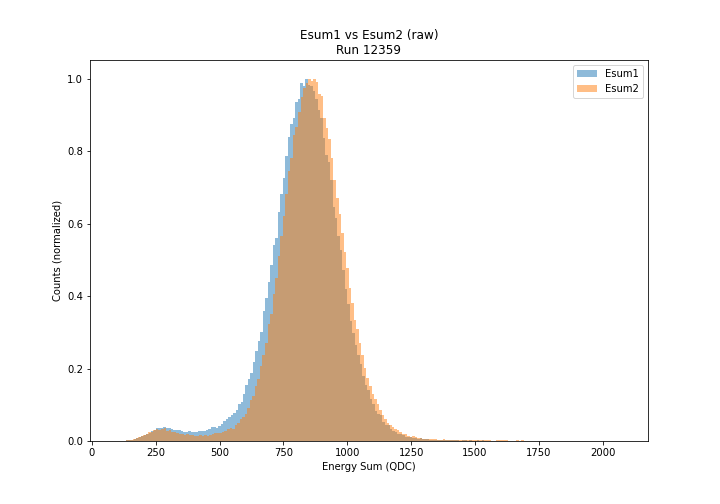 Esum1 vs Esum2 (raw)
Run 12359
Esum1
Esum2
Counts (normalized)
1.0
0.8
0.6
0.4
0.2
0.0
0 250 500 750 1000 1250 1500 1750 2000
Energy Sum (QDC)